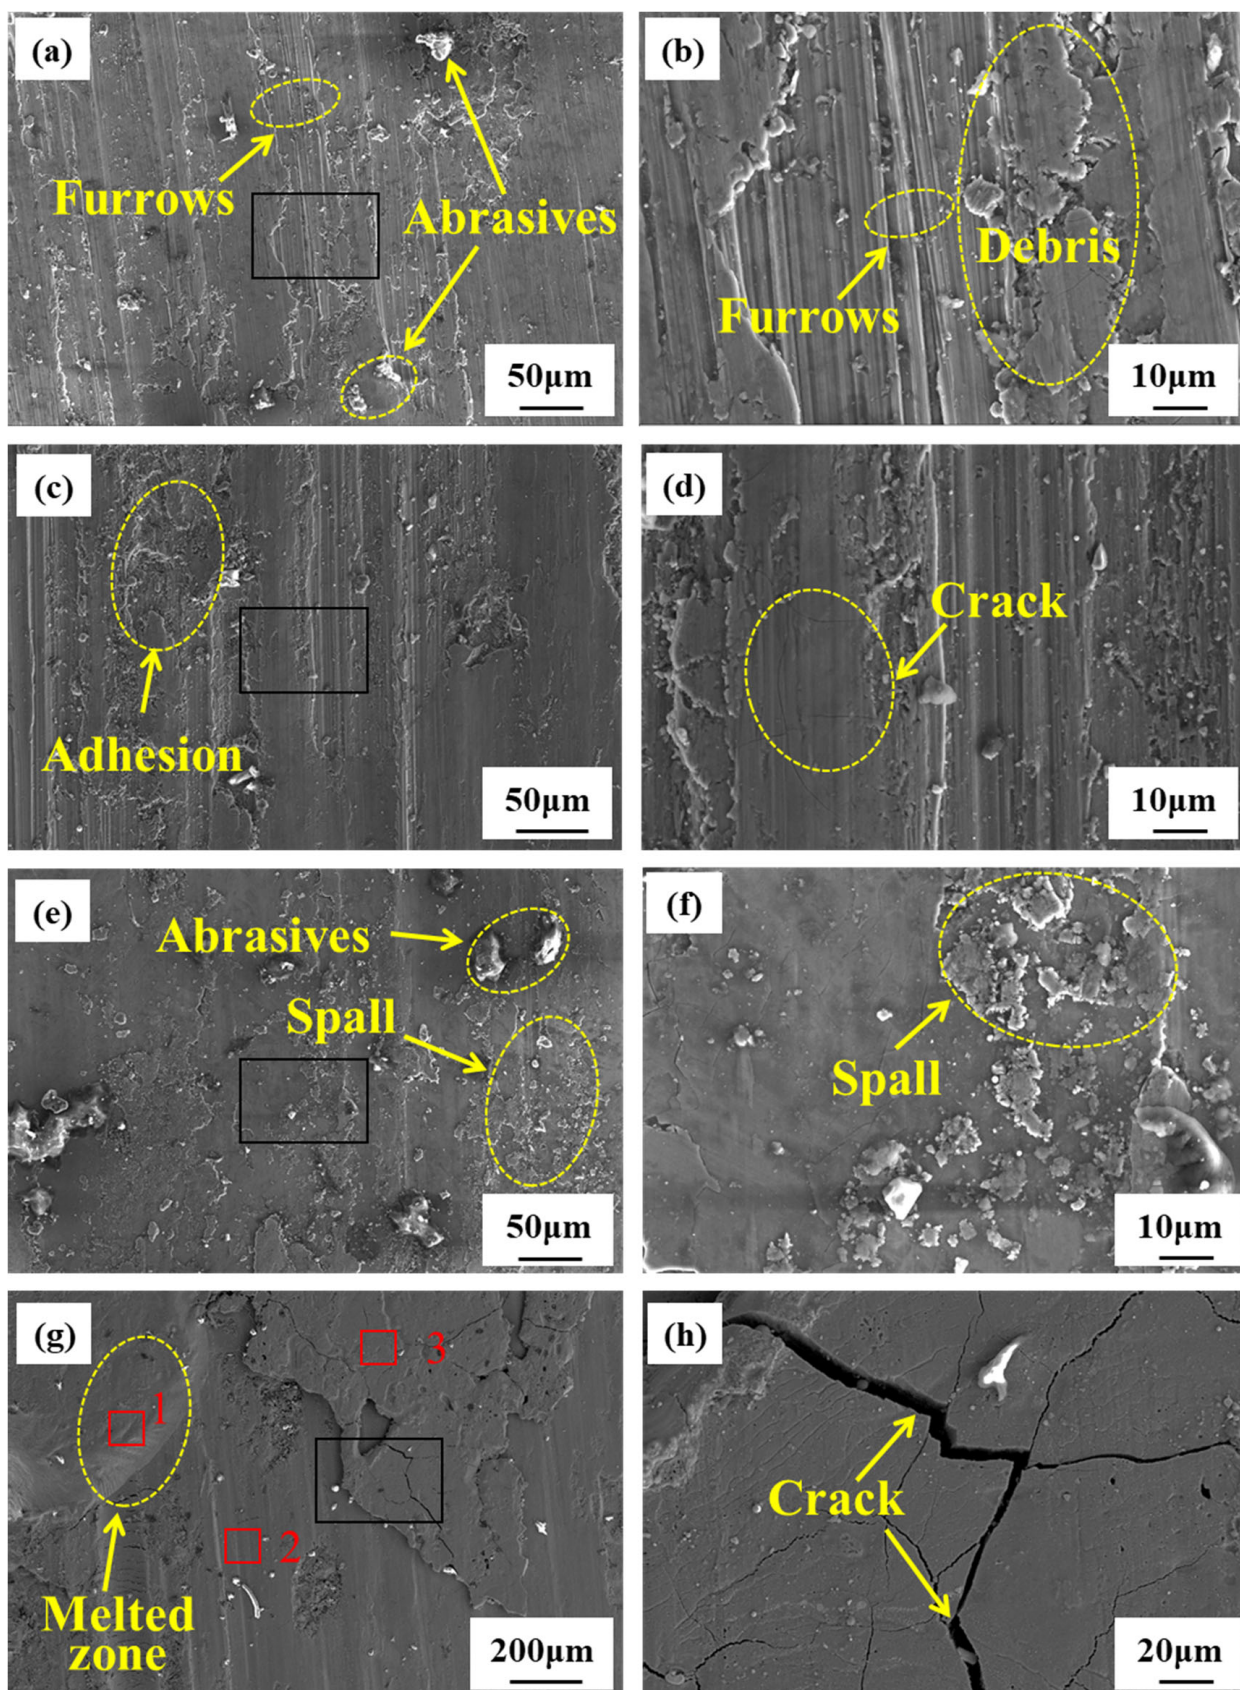 (a)
Furrows
Abrasives
50μm
(b)
Debris
Furrows
10μm
(c)
Adhesion
50μm
(d)
Crack
10μm
(e)
Abrasives
Spall
50μm
(f)
Spall
10μm
(g)
3
1
2
Melted
zone
200μm
(h)
Crack
20μm